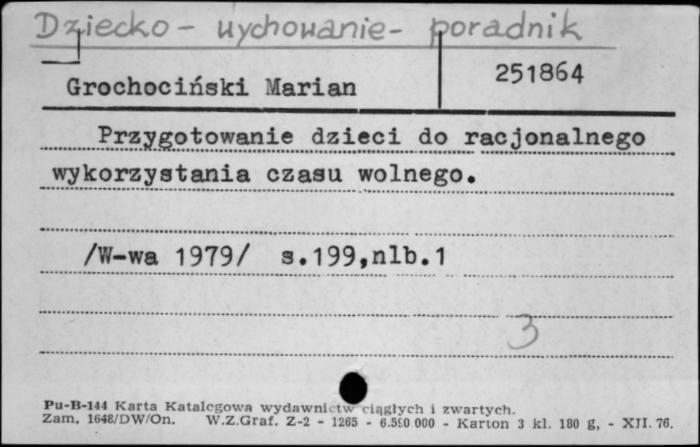 Dziecko - wychowanie - poradnik
Grochociński Marian
251864
Przygotowanie dzieci do racjonalnego
wykorzystania czasu wolnego.
/W-wa 1979/ s.199,nlb.1
3
Pu-B-144 Karta Katalogowa wydawnictw ciągłych i zwartych.
Zam. 1648/DW/On. W.Z.Graf. Z-2 - 1265 - 6.550 000 - Karton 3 kl. 180 g, - XII. 76.